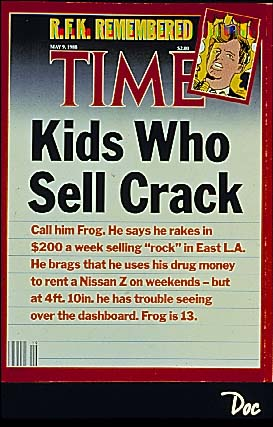 R.F.K. REMEMBERED
MAY 9, 1988 $2.00
TIME
Kids Who
Sell Crack
Call him Frog. He says he rakes in
$200 a week selling “rock” in East L.A.
He brags that he uses his drug money
to rent a Nissan Z on weekends – but
at 4ft. 10in. he has trouble seeing
over the dashboard. Frog is 13.
Doc